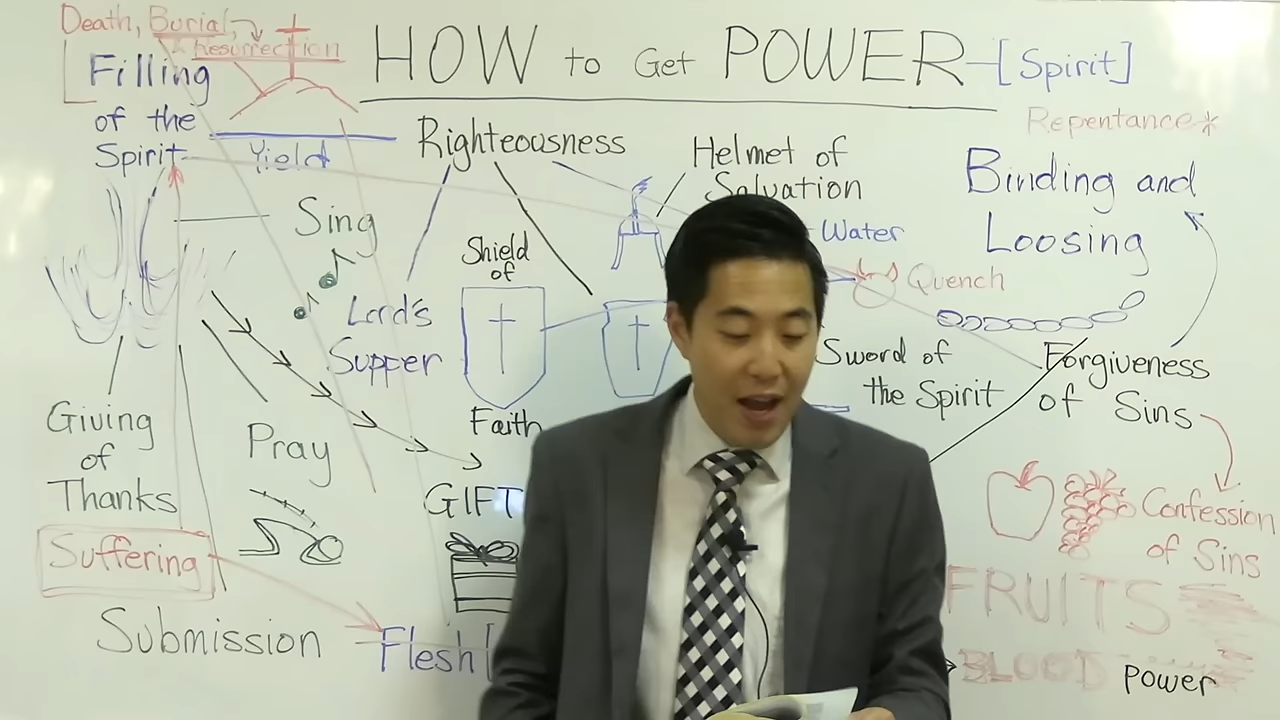 Death, Burial,
& Resurrection
HOW to Get POWER-[Spirit]
Filling
of the
Spirit
Yield
Righteousness
Helmet of
Salvation
Repentance*
Binding and
Loosing
Sing
Water
Shield
of
Quench
Lord's
Supper
Faith
Sword of
the Spirit
Forgiveness
of Sins
Giving
of
Thanks
Pray
GIFT
Confession
of Sins
Suffering
FRUITS
Submission
Flesh [
BLOOD Power